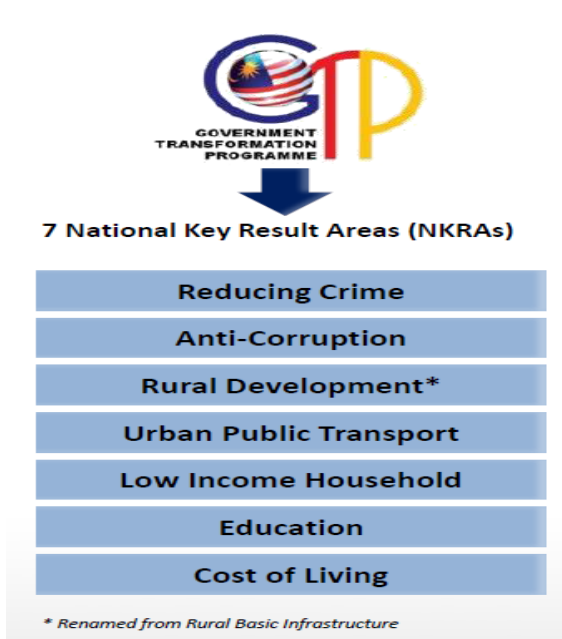 GTP
GOVERNMENT
TRANSFORMATION
PROGRAMME
7 National Key Result Areas (NKRAs)
Reducing Crime
Anti-Corruption
Rural Development*
Urban Public Transport
Low Income Household
Education
Cost of Living
* Renamed from Rural Basic Infrastructure